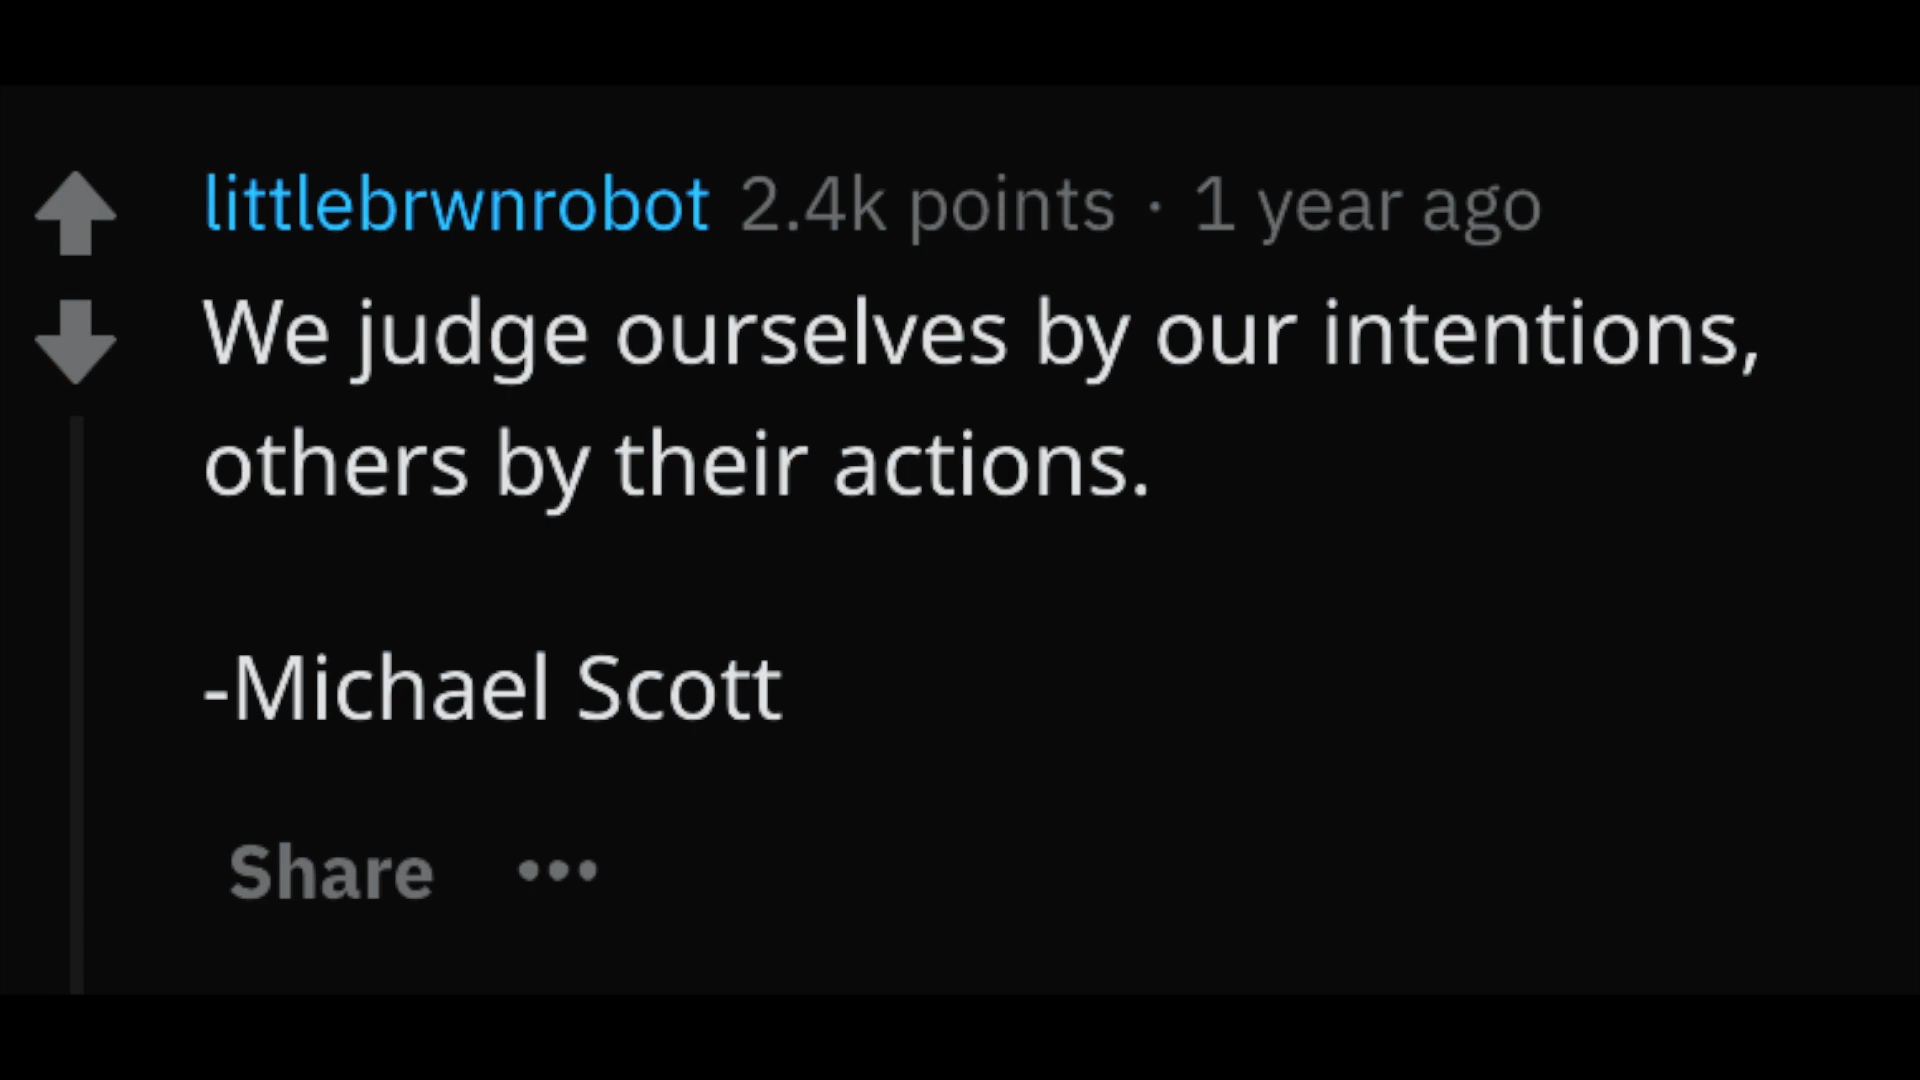 littlebrwnrobot 2.4k points · 1 year ago
We judge ourselves by our intentions,
others by their actions.
-Michael Scott
Share •••